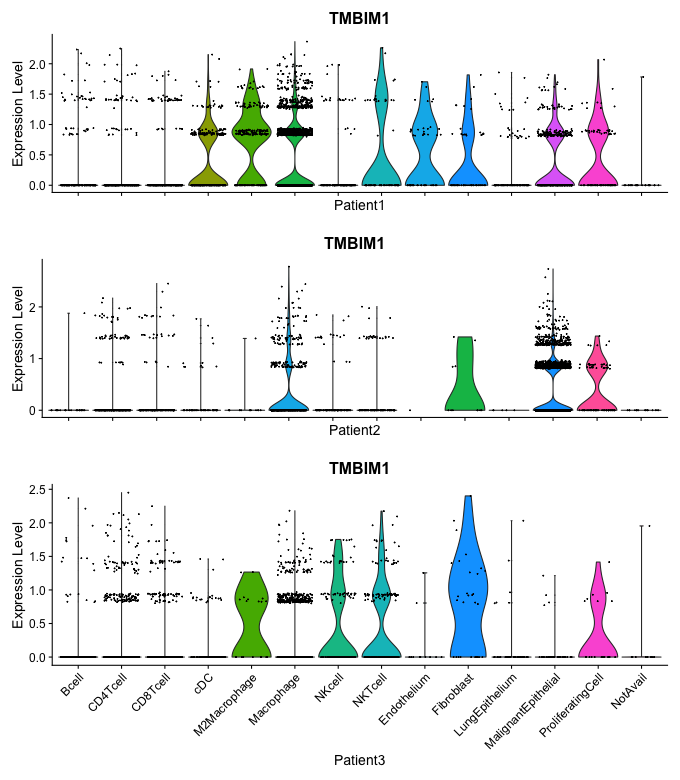 TMBIM1
Expression Level
2.0
1.5
1.0
0.5
0.0
Patient1
TMBIM1
Expression Level
2
1
0
Patient2
TMBIM1
Expression Level
2.5
2.0
1.5
1.0
0.5
0.0
Bcell
CD4Tcell
CD8Tcell
cDC
M2Macrophage
Macrophage
NKcell
NKTcell
Endothelium
Fibroblast
LungEpithelium
MalignantEpithelial
ProliferatingCell
NotAvail
Patient3